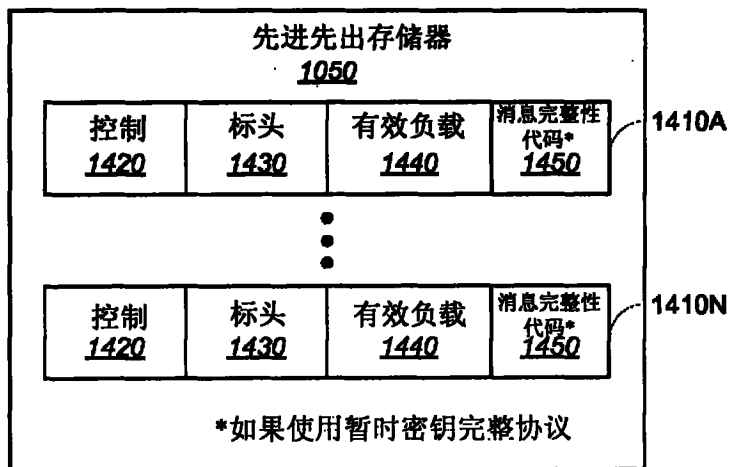 先进先出存储器
1050
控制 标头 有效负载 消息完整性
代码*
1420 1430 1440 1450
1410A
控制 标头 有效负载 消息完整性
代码*
1420 1430 1440 1450
1410N
*如果使用暂时密钥完整协议